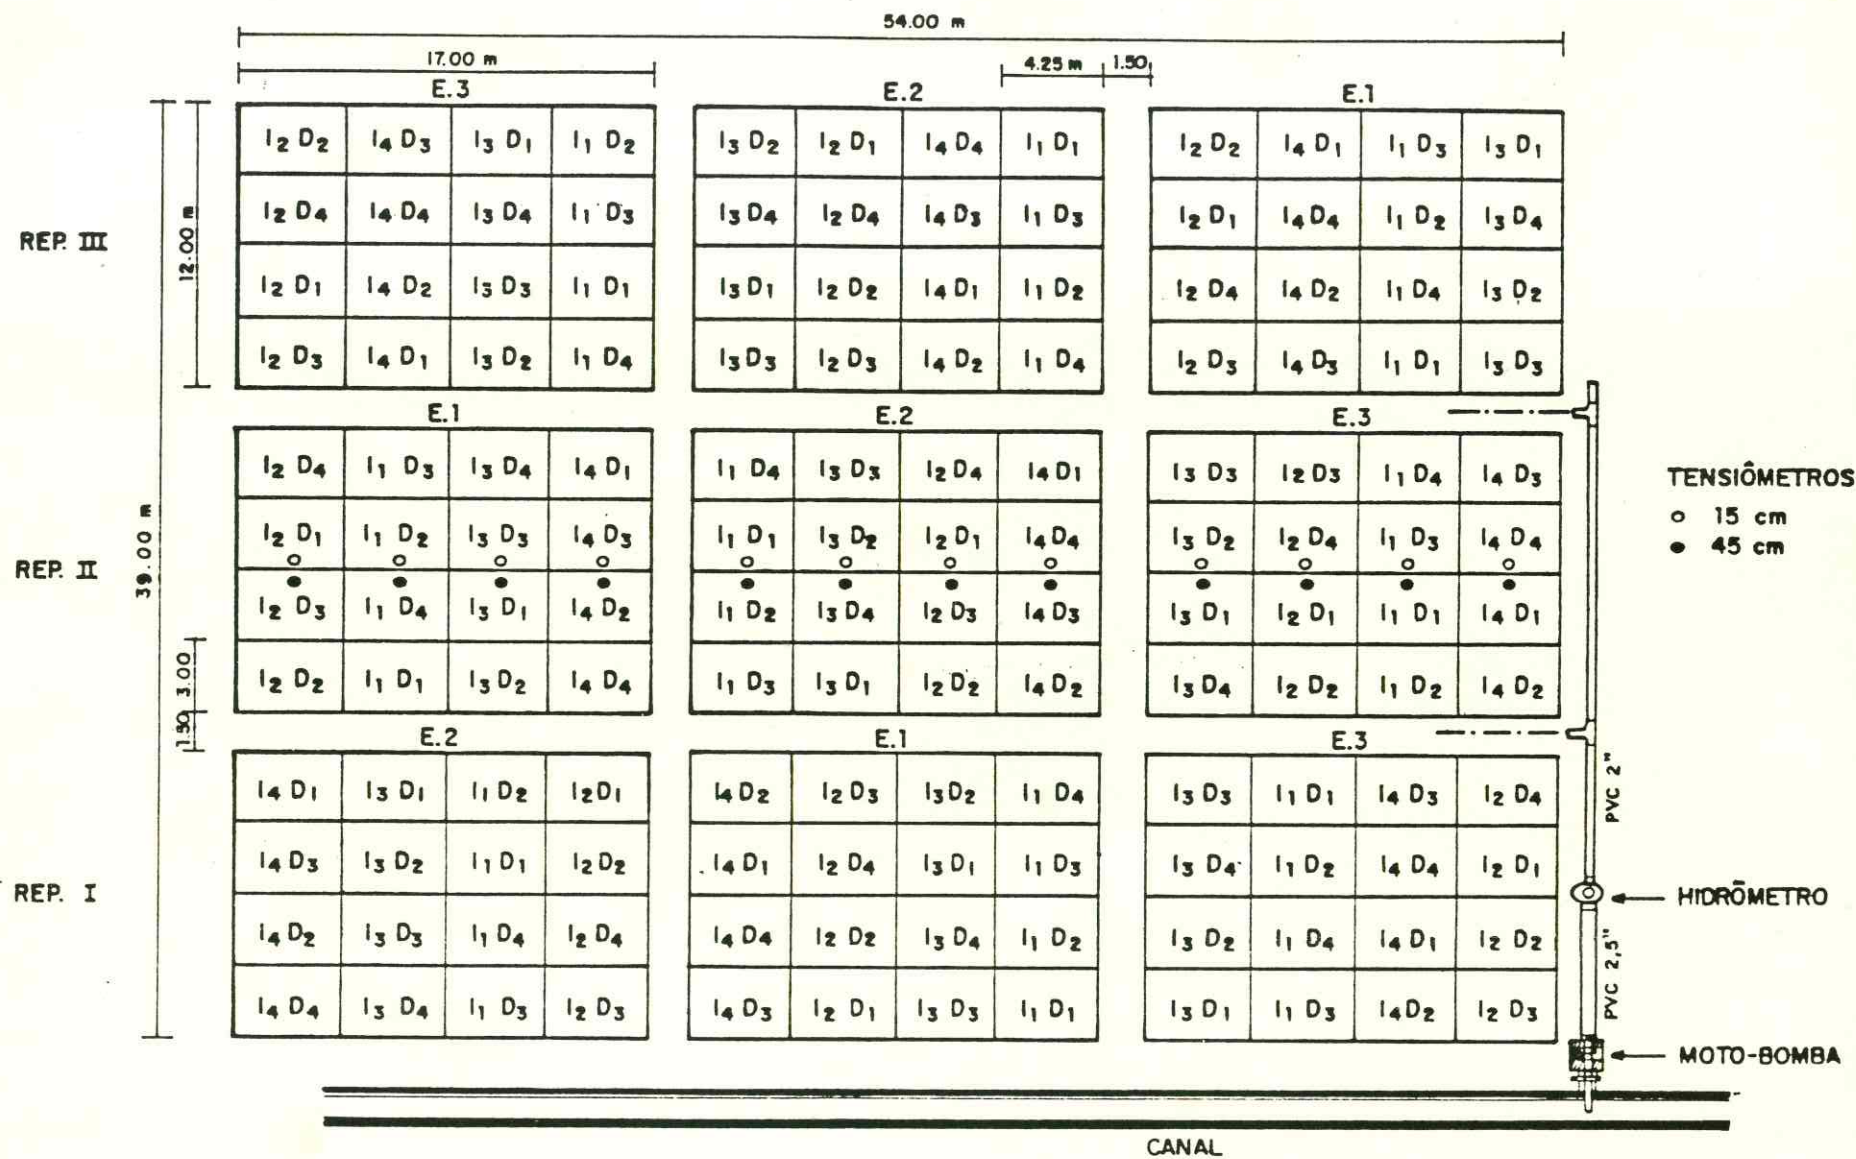 54.00 m
17.00 m 4.25 m 1.50
E.3 E.2 E.1
I2 D2 I4 D3 I3 D1 I1 D2 I3 D2 I2 D1 I4 D4 I1 D1 I2 D2 I4 D1 I1 D3 I3 D1
I2 D4 I4 D4 I3 D4 I1 D3 I3 D4 I2 D4 I4 D3 I1 D3 I2 D1 I4 D4 I1 D2 I3 D4
REP. III 12.00 m
I2 D1 I4 D2 I3 D3 I1 D1 I3 D1 I2 D2 I4 D1 I1 D2 I2 D4 I4 D2 I1 D4 I3 D2
I2 D3 I4 D1 I3 D2 I1 D4 I3 D3 I2 D3 I4 D2 I1 D4 I2 D3 I4 D3 I1 D1 I3 D3
E.1 E.2 E.3
I2 D4 I1 D3 I3 D4 I4 D1 I1 D4 I3 D3 I2 D4 I4 D1 I3 D3 I2 D3 I1 D4 I4 D3
TENSIÔMETROS
15 cm
45 cm
I2 D1 I1 D2 I3 D3 I4 D3 I1 D1 I3 D2 I2 D1 I4 D4 I3 D2 I2 D4 I1 D3 I4 D4
REP. II 39.00 m
I2 D3 I1 D4 I3 D1 I4 D2 I1 D2 I3 D4 I2 D3 I4 D3 I3 D1 I2 D1 I1 D1 I4 D1
3.00
I2 D2 I1 D1 I3 D2 I4 D4 I1 D3 I3 D1 I2 D2 I4 D2 I3 D4 I2 D2 I1 D2 I4 D2
1.50
E.2 E.1 E.3
I4 D1 I3 D1 I1 D2 I2 D1 I4 D2 I2 D3 I3 D2 I1 D4 I3 D3 I1 D1 I4 D3 I2 D4
PVC 2"
I4 D3 I3 D2 I1 D1 I2 D2 I4 D1 I2 D4 I3 D1 I1 D3 I3 D4 I1 D2 I4 D4 I2 D1
REP. I HIDRÔMETRO
I4 D2 I3 D3 I1 D4 I2 D4 I4 D4 I2 D2 I3 D4 I1 D2 I3 D2 I1 D4 I4 D1 I2 D2
PVC 2,5"
I4 D4 I3 D4 I1 D3 I2 D3 I4 D3 I2 D1 I3 D3 I1 D1 I3 D1 I1 D3 I4 D2 I2 D3
MOTO-BOMBA
CANAL